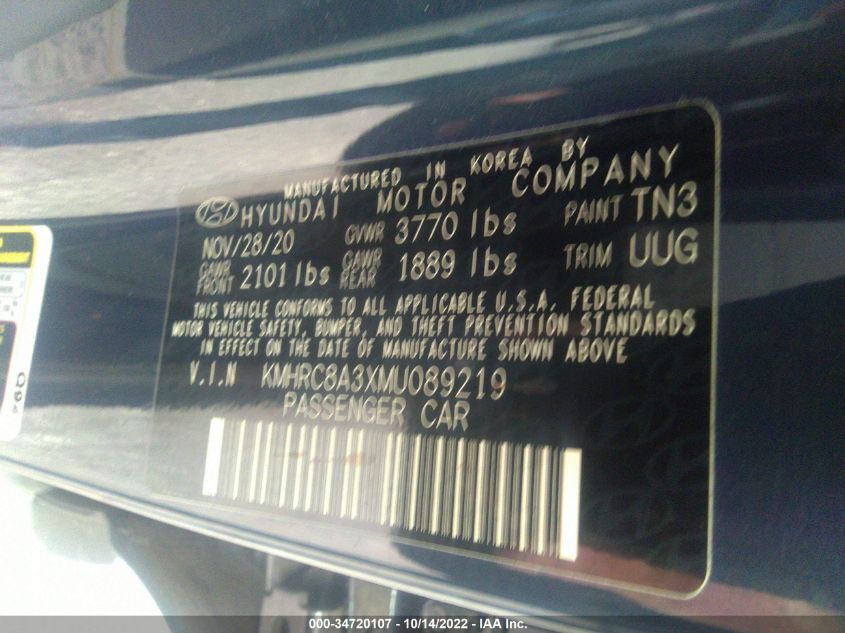 MANUFACTURED IN KOREA BY
HYUNDAI MOTOR COMPANY
NOV/28/20 GVWR 3770 lbs PAINT TN3
GAWR FRONT 2101 lbs GAWR REAR 1889 lbs TRIM UUG
THIS VEHICLE CONFORMS TO ALL APPLICABLE U.S.A. FEDERAL
MOTOR VEHICLE SAFETY, BUMPER, AND THEFT PREVENTION STANDARDS
IN EFFECT ON THE DATE OF MANUFACTURE SHOWN ABOVE
V.I.N KMHRC8A3XMU089219
PASSENGER CAR
000-34720107 - 10/14/2022 - IAA Inc.